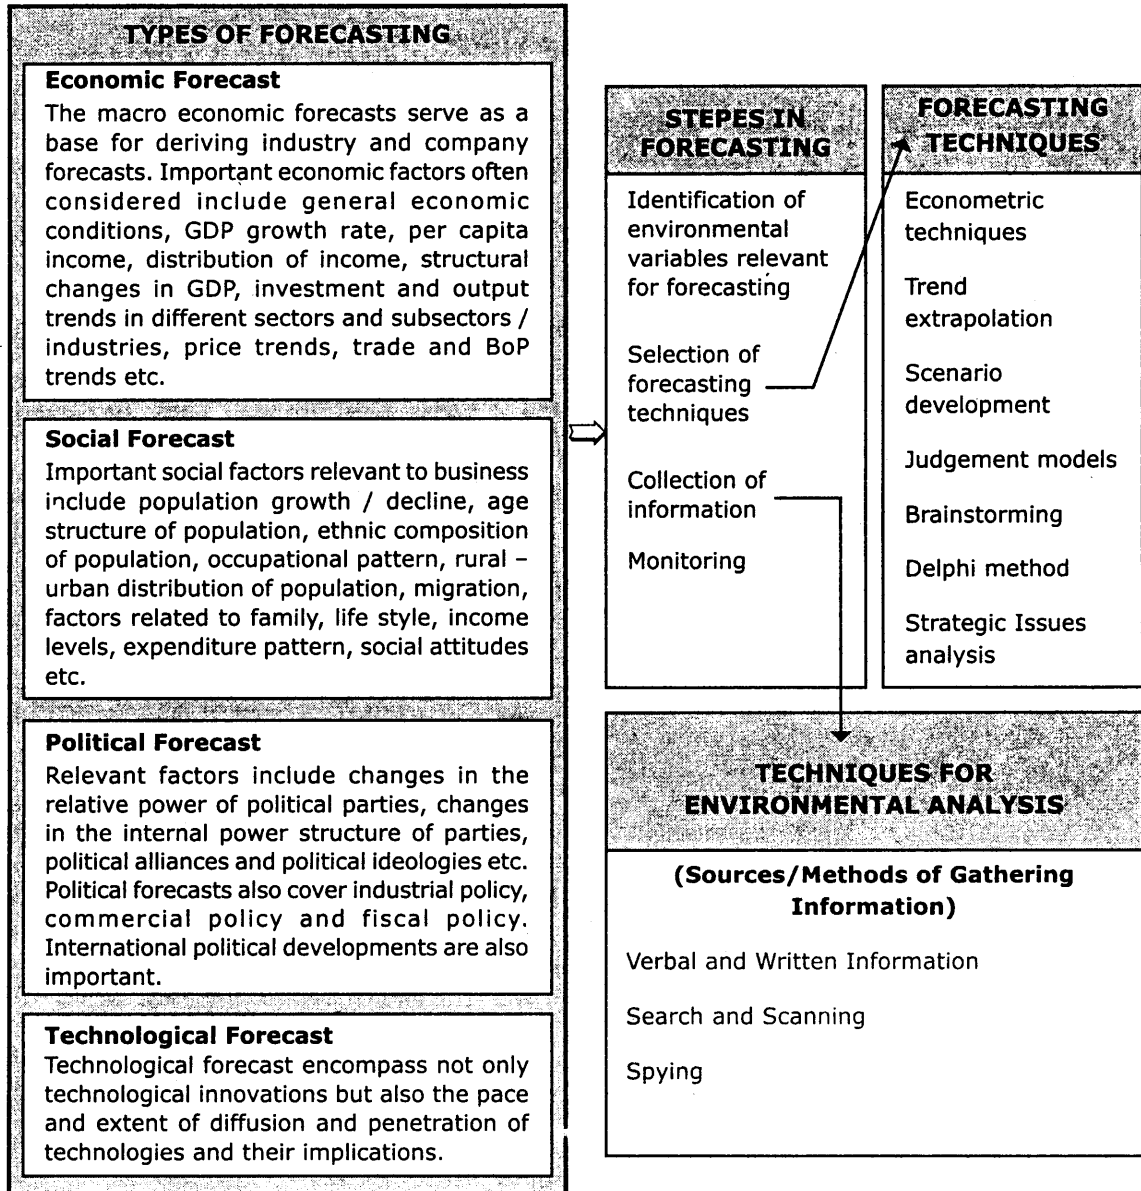 TYPES OF FORECASTING
Economic Forecast
The macro economic forecasts serve as a
base for deriving industry and company
forecasts. Important economic factors often
considered include general economic
conditions, GDP growth rate, per capita
income, distribution of income, structural
changes in GDP, investment and output
trends in different sectors and subsectors /
industries, price trends, trade and BoP
trends etc.
Social Forecast
Important social factors relevant to business
include population growth / decline, age
structure of population, ethnic composition
of population, occupational pattern, rural –
urban distribution of population, migration,
factors related to family, life style, income
levels, expenditure pattern, social attitudes
etc.
Political Forecast
Relevant factors include changes in the
relative power of political parties, changes
in the internal power structure of parties,
political alliances and political ideologies etc.
Political forecasts also cover industrial policy,
commercial policy and fiscal policy.
International political developments are also
important.
Technological Forecast
Technological forecast encompass not only
technological innovations but also the pace
and extent of diffusion and penetration of
technologies and their implications.
STEPES IN
FORECASTING
Identification of
environmental
variables relevant
for forecasting
Selection of
forecasting
techniques
Collection of
information
Monitoring
FORECASTING
TECHNIQUES
Econometric
techniques
Trend
extrapolation
Scenario
development
Judgement models
Brainstorming
Delphi method
Strategic Issues
analysis
TECHNIQUES FOR
ENVIRONMENTAL ANALYSIS
(Sources/Methods of Gathering
Information)
Verbal and Written Information
Search and Scanning
Spying